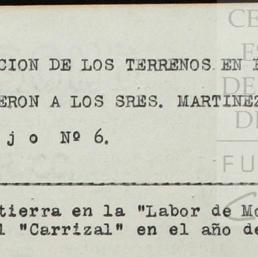 CE
CION DE LOS TERRENOS EN
ES
DE
ERON A LOS SRES. MARTINEZ
DE
j o Nº 6.
FU
tierra en la "Labor de Mo
l "Carrizal" en el año de